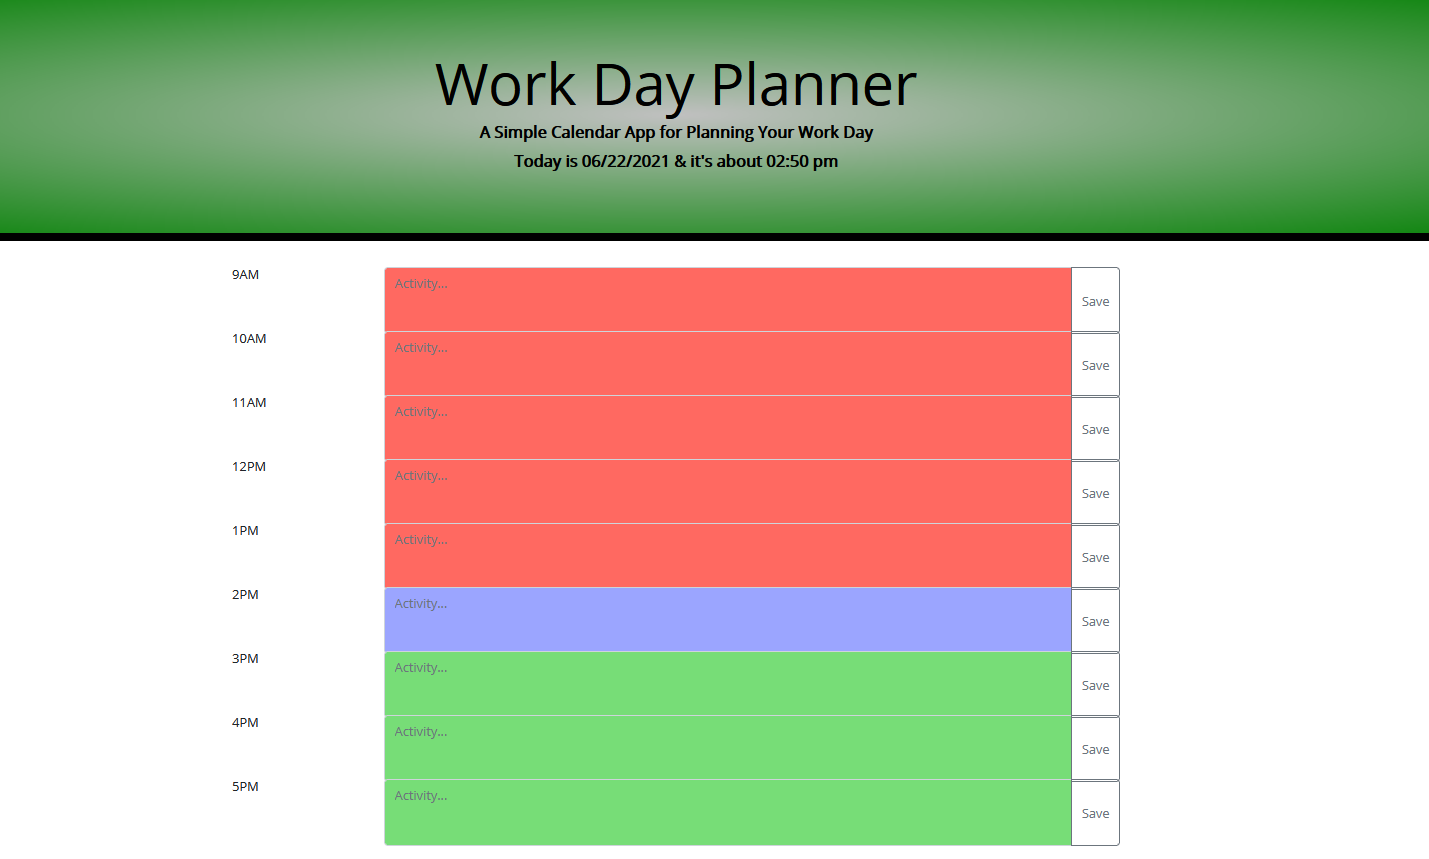 Work Day Planner
A Simple Calendar App for Planning Your Work Day
Today is 06/22/2021 & it's about 02:50 pm
9AM Activity... Save
10AM Activity... Save
11AM Activity... Save
12PM Activity... Save
1PM Activity... Save
2PM Activity... Save
3PM Activity... Save
4PM Activity... Save
5PM Activity... Save